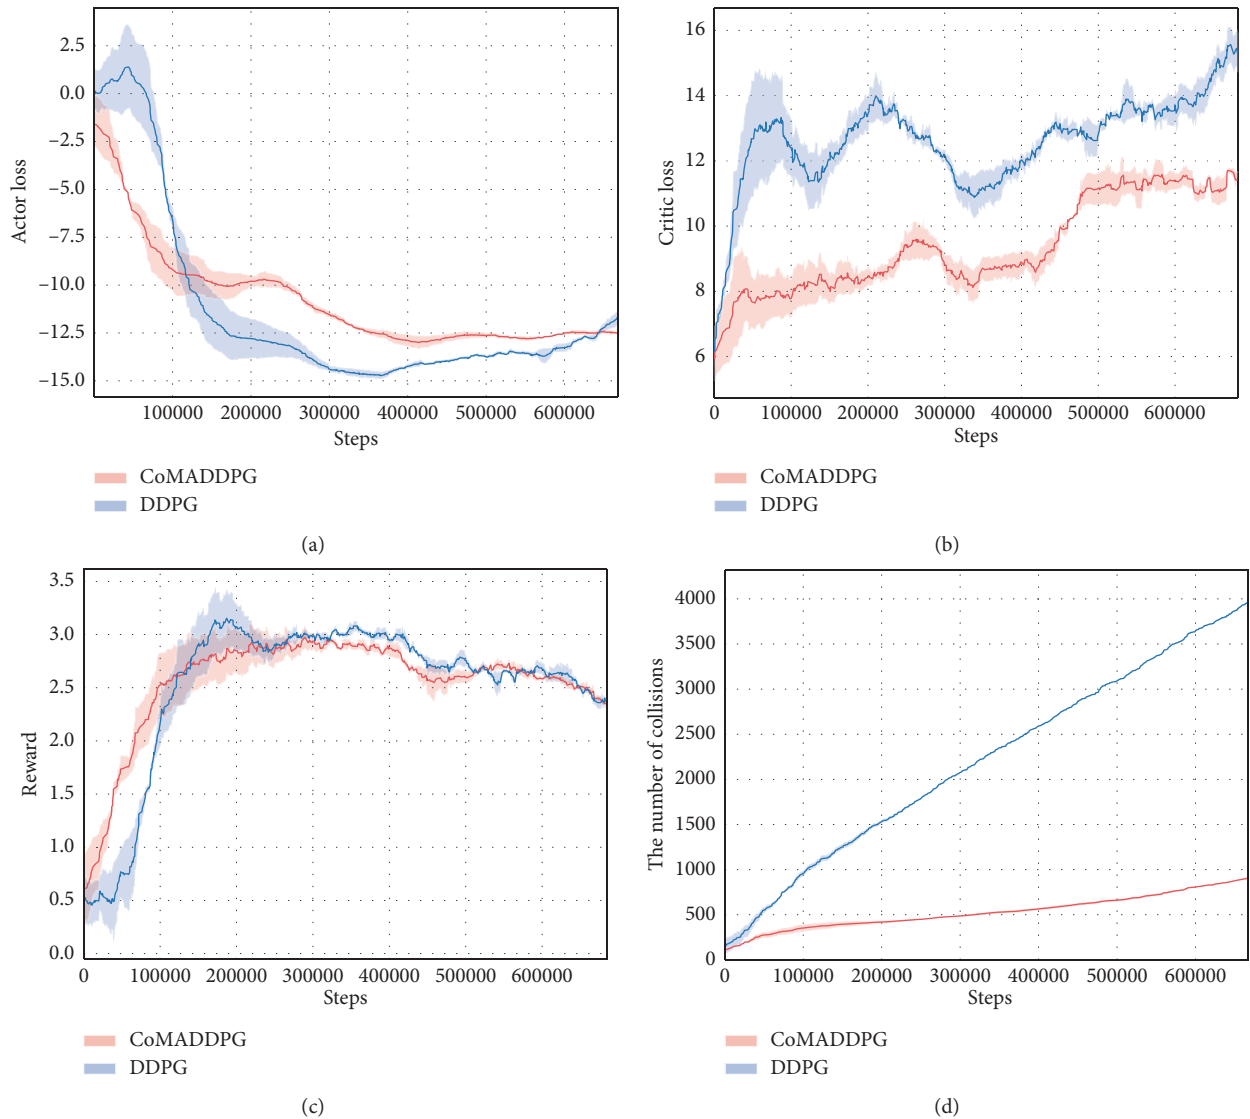 2.5
0.0
−2.5
−5.0
−7.5
−10.0
−12.5
−15.0
Actor loss
100000 200000 300000 400000 500000 600000
Steps
CoMADDPG
DDPG
(a)
16
14
12
10
8
6
Critic loss
0 100000 200000 300000 400000 500000 600000
Steps
CoMADDPG
DDPG
(b)
3.5
3.0
2.5
2.0
1.5
1.0
0.5
0.0
Reward
0 100000 200000 300000 400000 500000 600000
Steps
CoMADDPG
DDPG
(c)
4000
3500
3000
2500
2000
1500
1000
500
0
The number of collisions
0 100000 200000 300000 400000 500000 600000
Steps
CoMADDPG
DDPG
(d)